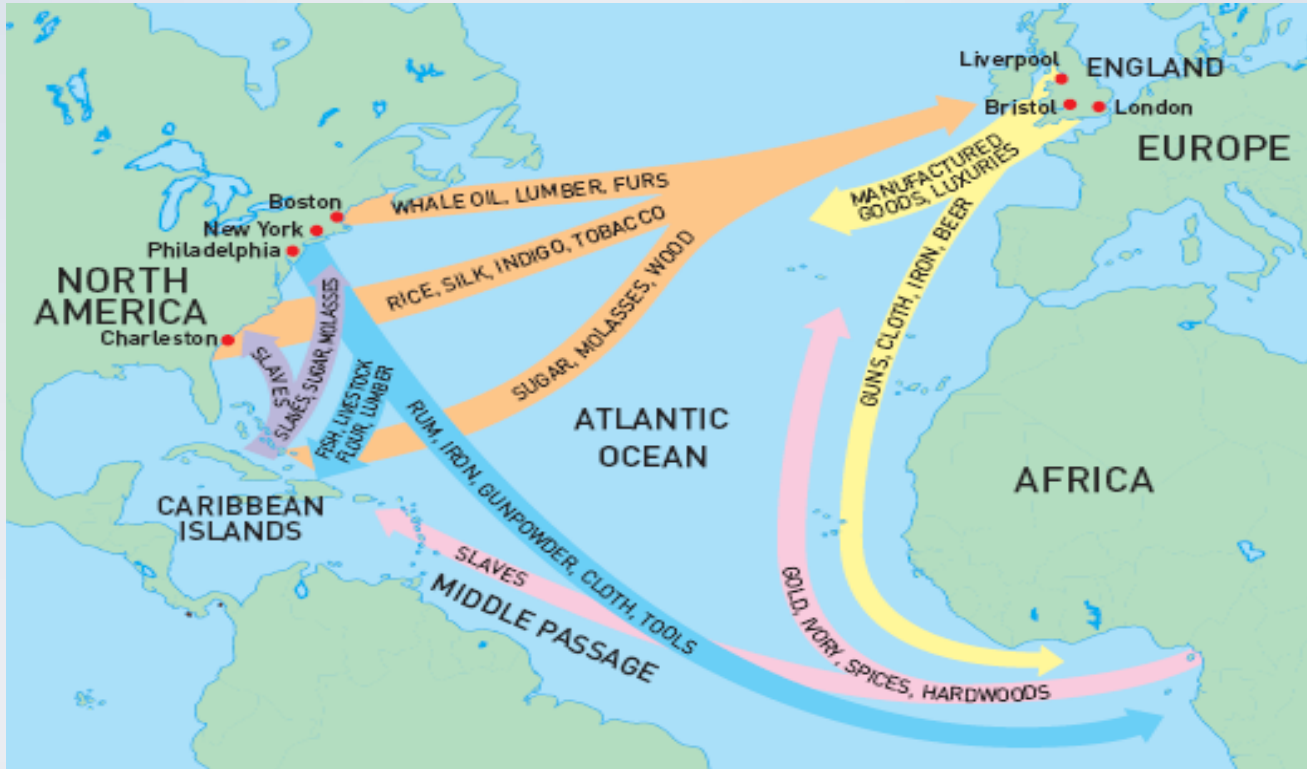 Liverpool
ENGLAND
Bristol
London
EUROPE
MANUFACTURED
GOODS, LUXURIES
WHALE OIL, LUMBER, FURS
Boston
New York
Philadelphia
RICE, SILK, INDIGO, TOBACCO
GUNS, CLOTH, IRON, BEER
NORTH
AMERICA
Charleston
SLAVES
SLAVES, SUGAR, MOLASSES
FISH, LIVESTOCK
FLOUR, LUMBER
SUGAR, MOLASSES, WOOD
RUM, IRON, GUNPOWDER, CLOTH, TOOLS
ATLANTIC
OCEAN
AFRICA
CARIBBEAN
ISLANDS
SLAVES
MIDDLE PASSAGE
GOLD, IVORY, SPICES, HARDWOODS